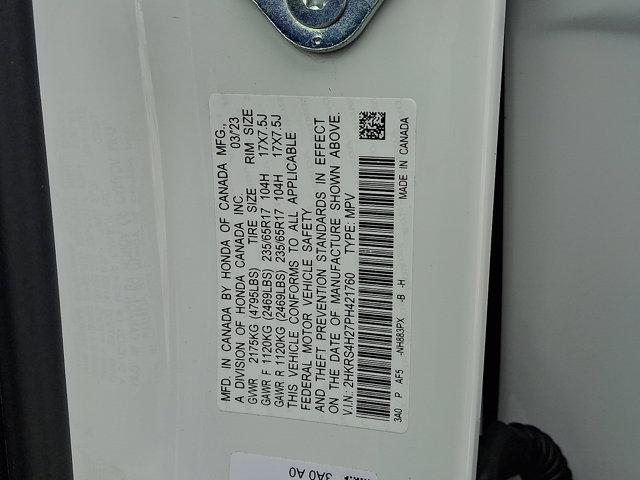 MFD. IN CANADA BY HONDA OF CANADA MFG.,
A DIVISION OF HONDA CANADA INC. 03/23
GVWR 2175KG (4795LBS) TIRE SIZE RIM SIZE
GAWR F 1120KG (2469LBS) 235/65R17 104H 17X7.5J
GAWR R 1120KG (2469LBS) 235/65R17 104H 17X7.5J
THIS VEHICLE CONFORMS TO ALL APPLICABLE
FEDERAL MOTOR VEHICLE SAFETY
AND THEFT PREVENTION STANDARDS IN EFFECT
ON THE DATE OF MANUFACTURE SHOWN ABOVE.
V.I.N. 2HKRS4H27PH421760 TYPE: MPV
3A0 P AF5 -NH883PX -B -H MADE IN CANADA
3A0 A0